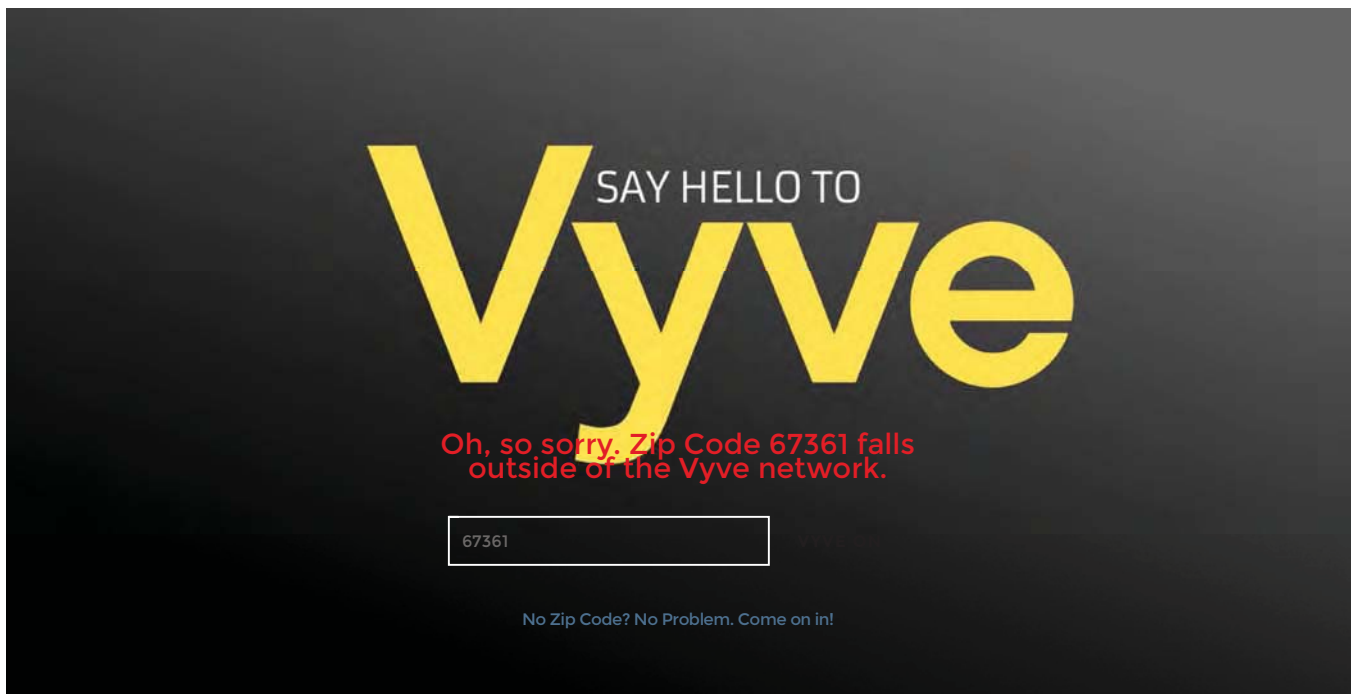 SAY HELLO TO
Vyve
Oh, so sorry. Zip Code 67361 falls
outside of the Vyve network.
67361
No Zip Code? No Problem. Come on in!